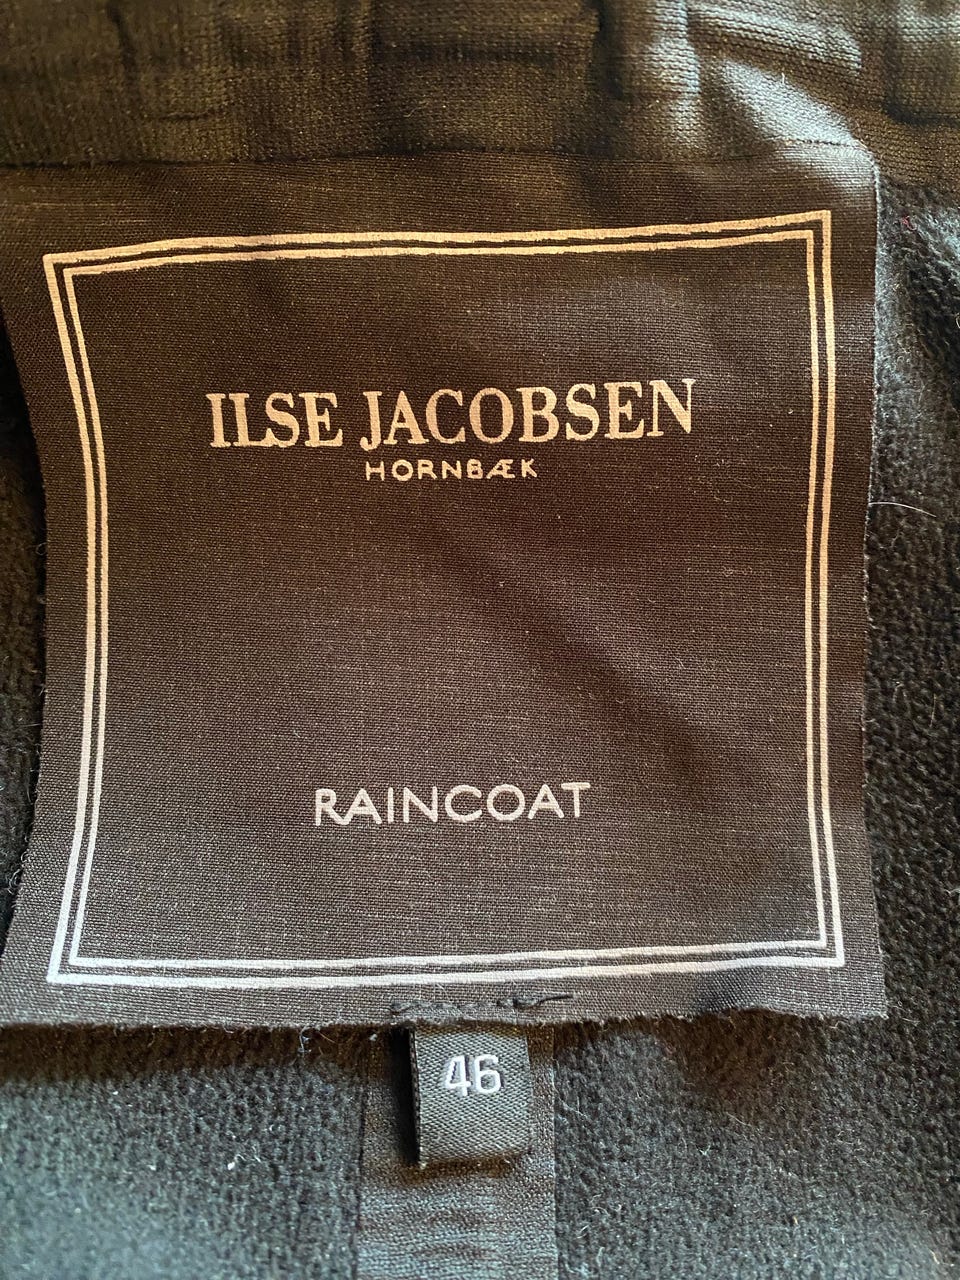 ILSE JACOBSEN
HORNBÆK
RAINCOAT
46